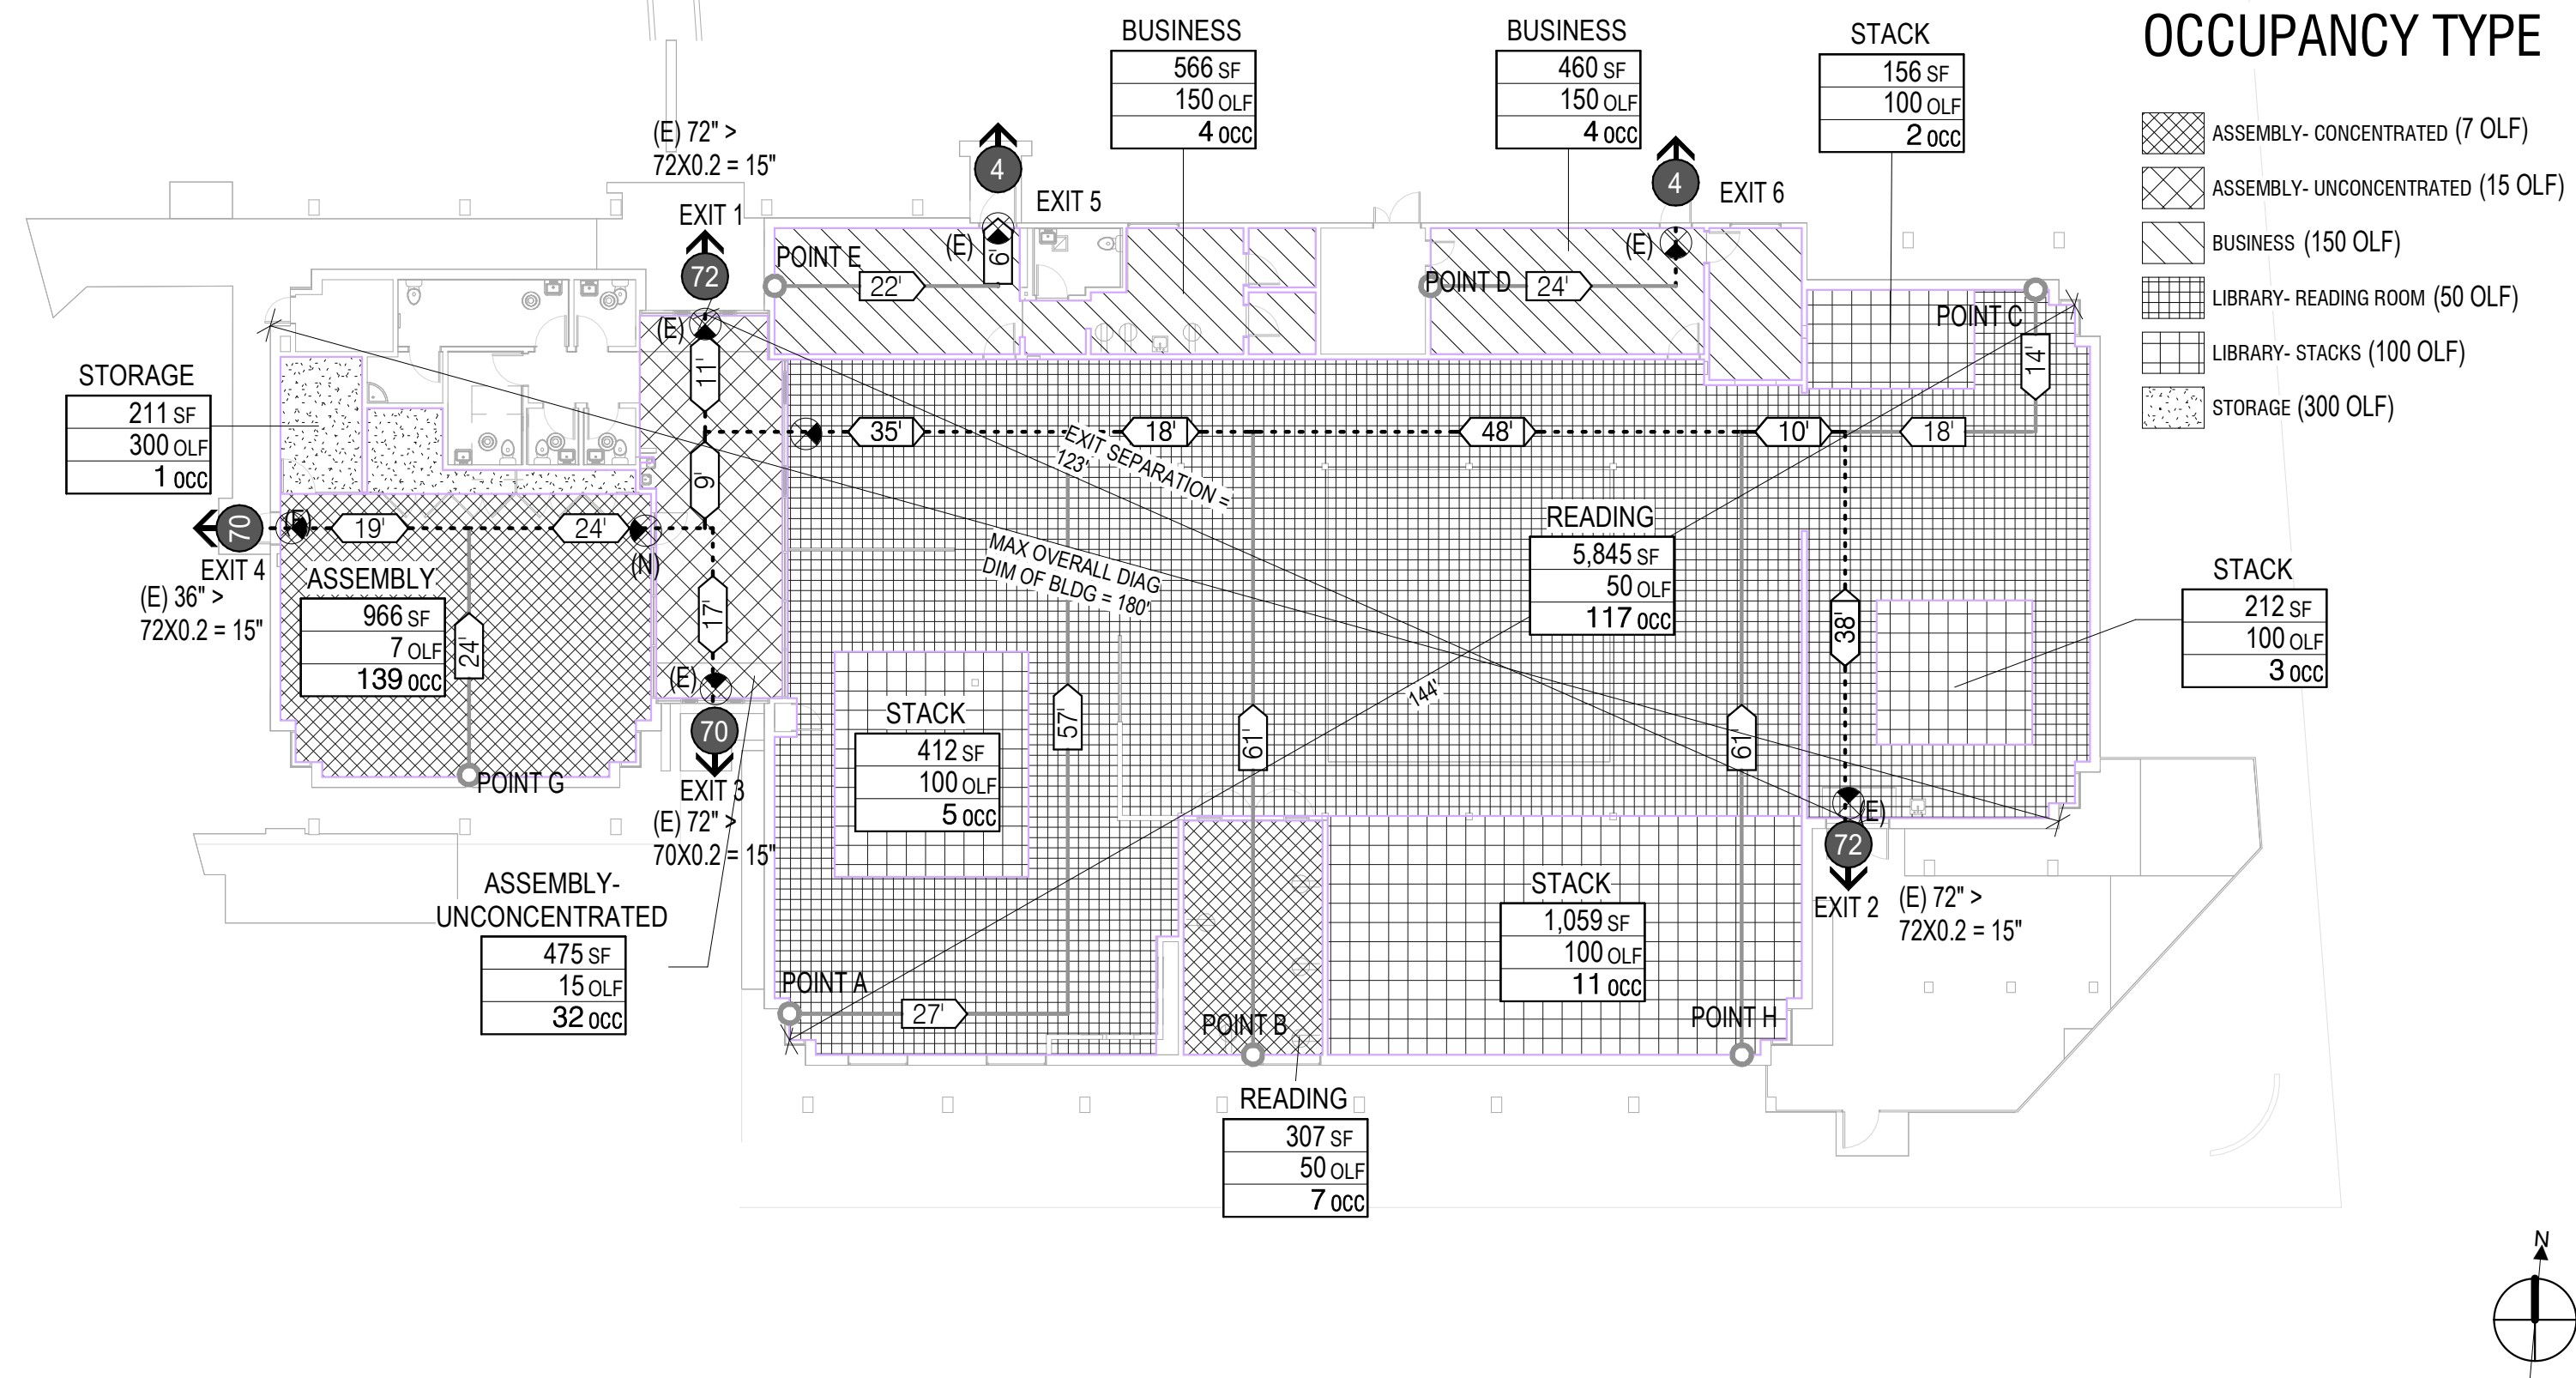 OCCUPANCY TYPE
ASSEMBLY- CONCENTRATED (7 OLF)
ASSEMBLY- UNCONCENTRATED (15 OLF)
BUSINESS (150 OLF)
LIBRARY- READING ROOM (50 OLF)
LIBRARY- STACKS (100 OLF)
STORAGE (300 OLF)
BUSINESS
566 SF
150 OLF
4 OCC
BUSINESS
460 SF
150 OLF
4 OCC
STACK
156 SF
100 OLF
2 OCC
(E) 72" >
72X0.2 = 15"
EXIT 1
72
(E)
11'
9'
17'
4
EXIT 5
(E)
6'
POINT E
22'
4
EXIT 6
(E)
POINT D
24'
POINT C
14'
18'
10'
48'
18'
35'
EXIT SEPARATION =
123'
MAX OVERALL DIAG
DIM OF BLDG = 180'
144'
STORAGE
211 SF
300 OLF
1 OCC
70
EXIT 4
(E)
(E) 36" >
72X0.2 = 15"
19'
24'
(N)
ASSEMBLY
966 SF
7 OLF
139 OCC
24'
POINT G
(E)
70
EXIT 3
(E) 72" >
70X0.2 = 15"
ASSEMBLY-
UNCONCENTRATED
475 SF
15 OLF
32 OCC
READING
5,845 SF
50 OLF
117 OCC
STACK
412 SF
100 OLF
5 OCC
57'
61'
61'
38'
STACK
212 SF
100 OLF
3 OCC
(E)
72
EXIT 2
(E) 72" >
72X0.2 = 15"
STACK
1,059 SF
100 OLF
11 OCC
POINT A
27'
POINT B
POINT H
READING
307 SF
50 OLF
7 OCC
N